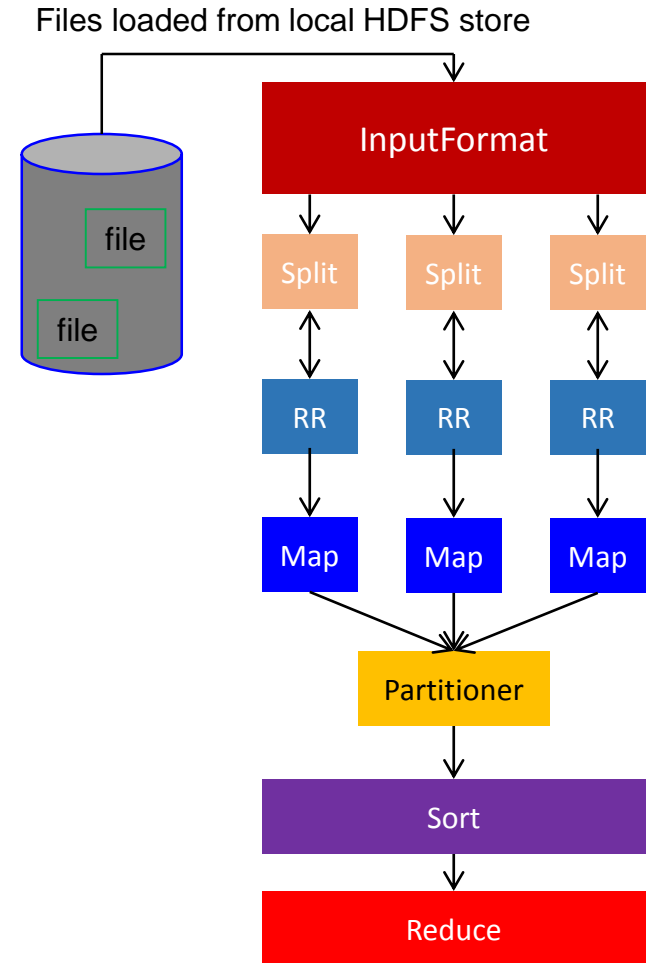 Files loaded from local HDFS store
InputFormat
file
file
Split
Split
Split
RR
RR
RR
Map
Map
Map
Partitioner
Sort
Reduce